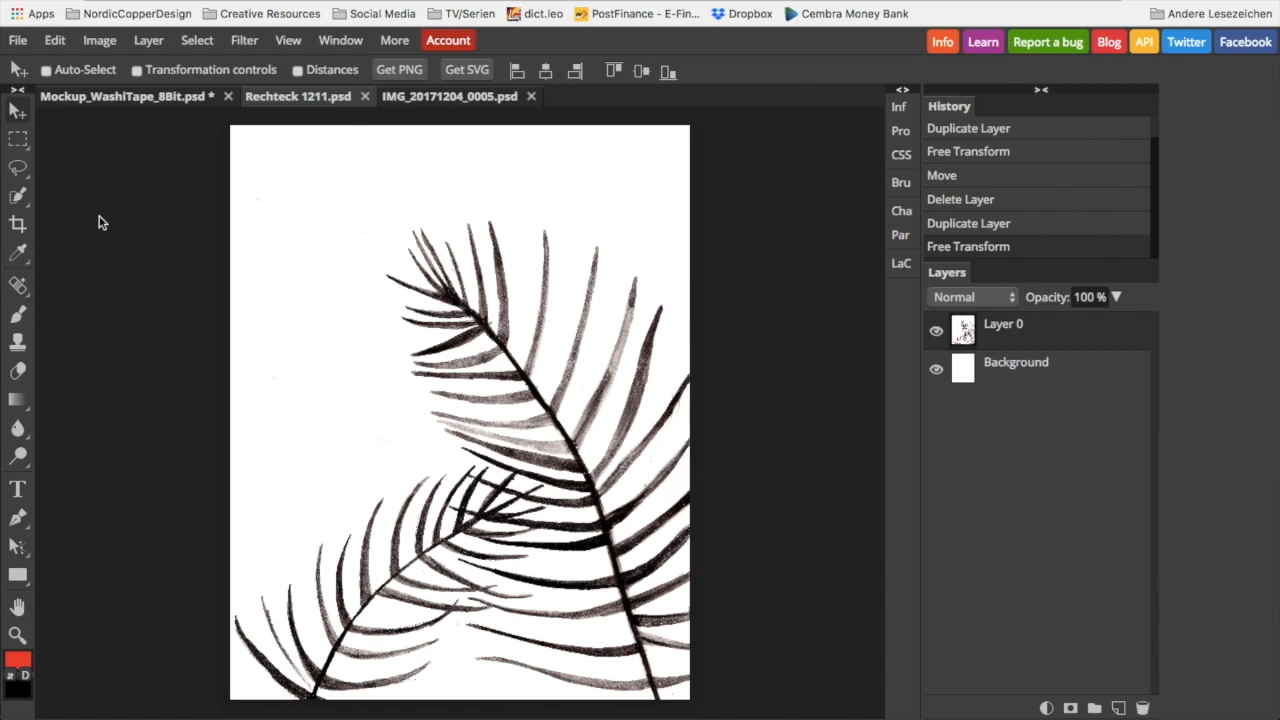 Apps NordicCopperDesign Creative Resources Social Media TV/Serien dict.leo PostFinance - E-Fin... Dropbox Cembra Money Bank Andere Lesezeichen
File Edit Image Layer Select Filter View Window More Account Info Learn Report a bug Blog API Twitter Facebook
Auto-Select Transformation controls Distances Get PNG Get SVG
Mockup_WashiTape_8Bit.psd * Rechteck 1211.psd IMG_20171204_0005.psd
Inf
Pro
CSS
Bru
Cha
Par
LaC
History
Duplicate Layer
Free Transform
Move
Delete Layer
Duplicate Layer
Free Transform
Layers
Normal Opacity: 100 %
Layer 0
Background
T
D